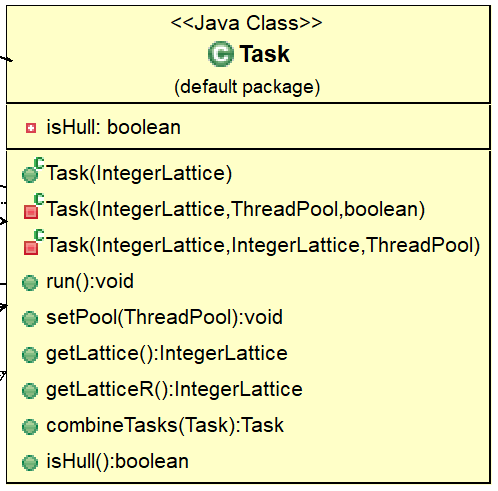 <<Java Class>>
C Task
(default package)
isHull: boolean
C Task(IntegerLattice)
C Task(IntegerLattice,ThreadPool,boolean)
C Task(IntegerLattice,IntegerLattice,ThreadPool)
run():void
setPool(ThreadPool):void
getLattice():IntegerLattice
getLatticeR():IntegerLattice
combineTasks(Task):Task
isHull():boolean